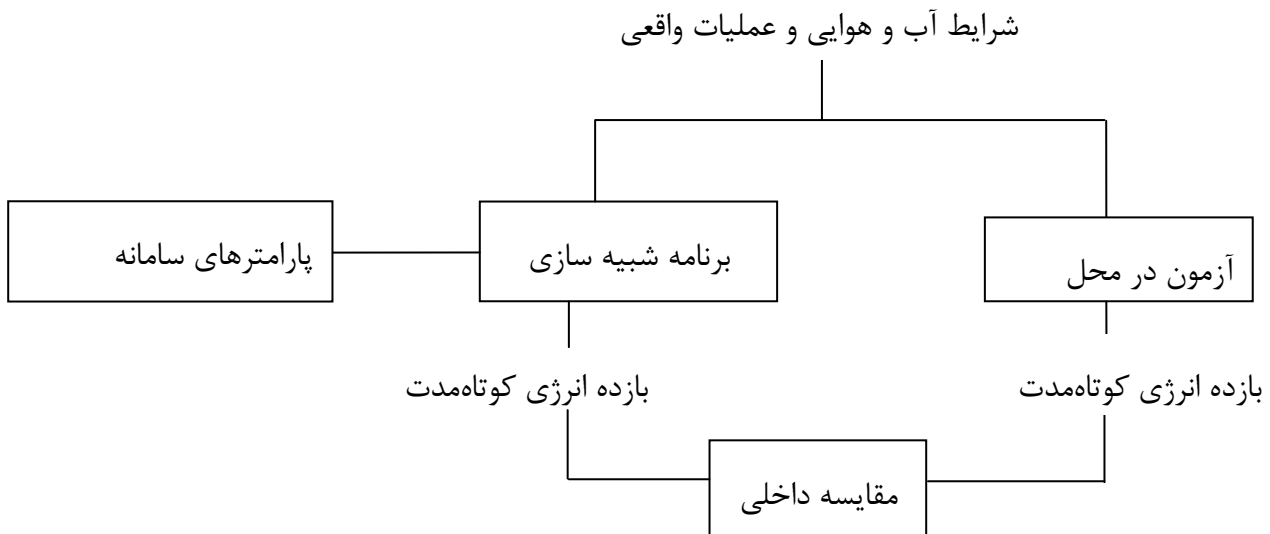 شرایط آب و هوایی و عملیات واقعی
آزمون در محل
برنامه شبیه سازی
پارامترهای سامانه
بازده انرژی کوتاه‌مدت
بازده انرژی کوتاه‌مدت
مقایسه داخلی